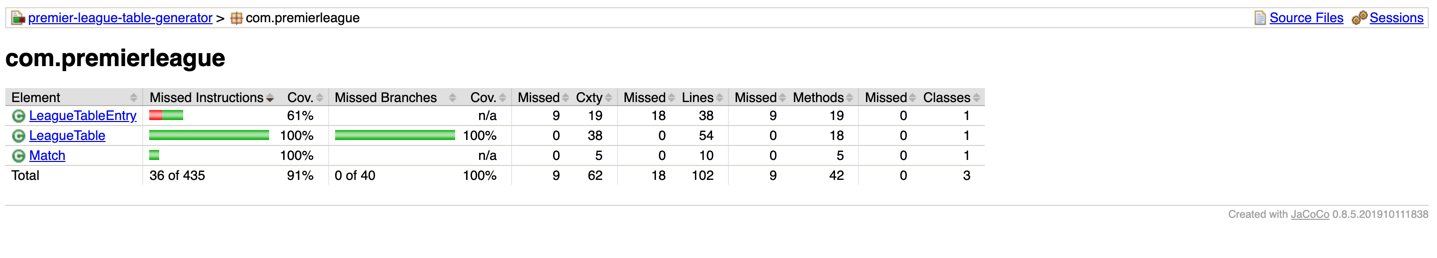 premier-league-table-generator > com.premierleague Source Files Sessions
com.premierleague
Element Missed Instructions Cov. Missed Branches Cov. Missed Cxty Missed Lines Missed Methods Missed Classes
LeagueTableEntry 61% n/a 9 19 18 38 9 19 0 1
LeagueTable 100% 100% 0 38 0 54 0 18 0 1
Match 100% n/a 0 5 0 10 0 5 0 1
Total 36 of 435 91% 0 of 40 100% 9 62 18 102 9 42 0 3
Created with JaCoCo 0.8.5.201910111838